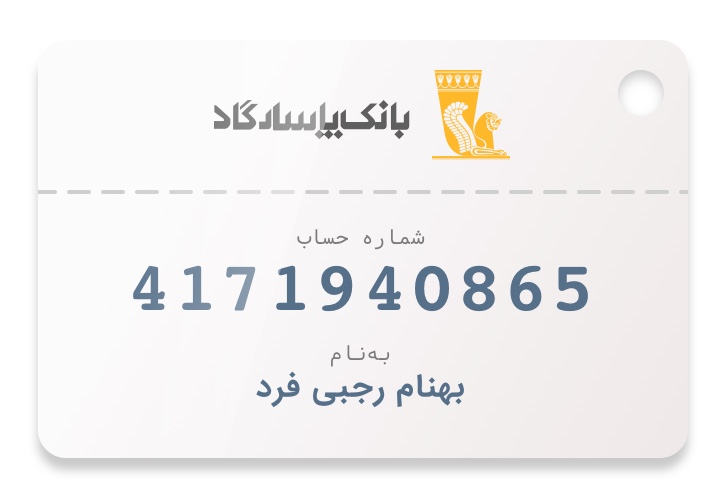 بانک پاسارگاد
شماره حساب
4171940865
به‌نام
بهنام رجبی فرد